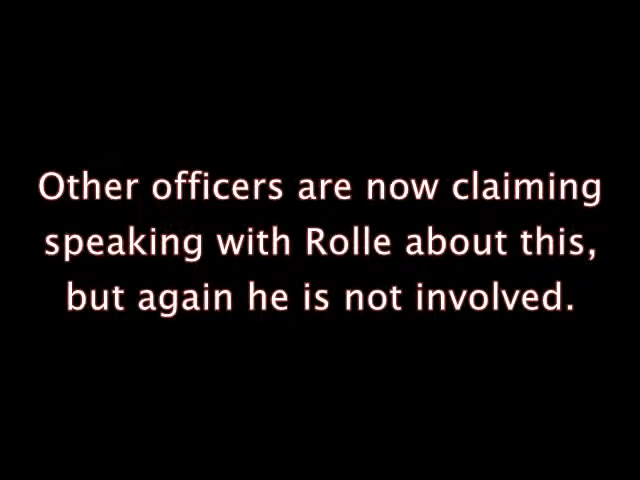 Other officers are now claiming
speaking with Rolle about this,
but again he is not involved.